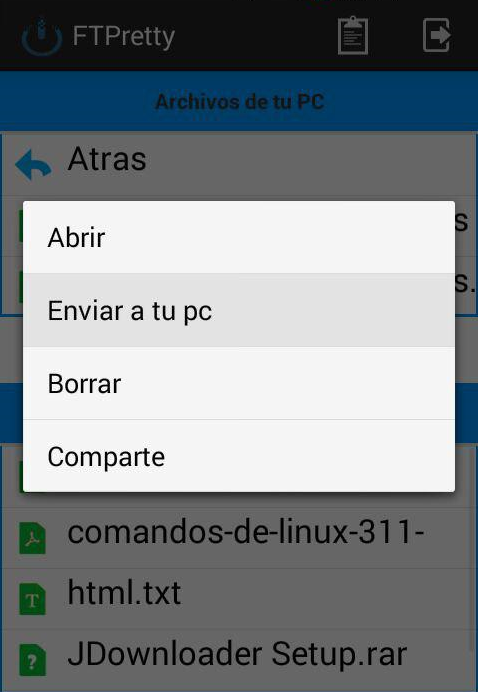 FTPretty
Archivos de tu PC
Atras
Abrir
Enviar a tu pc
Borrar
Comparte
comandos-de-linux-311-
html.txt
JDownloader Setup.rar